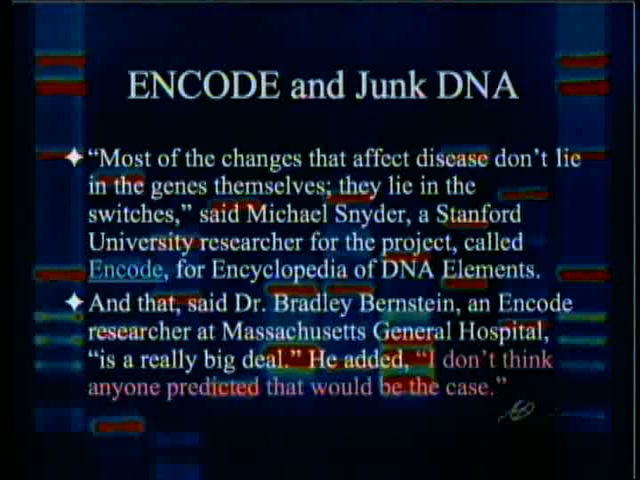 ENCODE and Junk DNA
“Most of the changes that affect disease don’t lie
in the genes themselves; they lie in the
switches,” said Michael Snyder, a Stanford
University researcher for the project, called
Encode, for Encyclopedia of DNA Elements.
And that, said Dr. Bradley Bernstein, an Encode
researcher at Massachusetts General Hospital,
“is a really big deal.” He added, “I don’t think
anyone predicted that would be the case.”